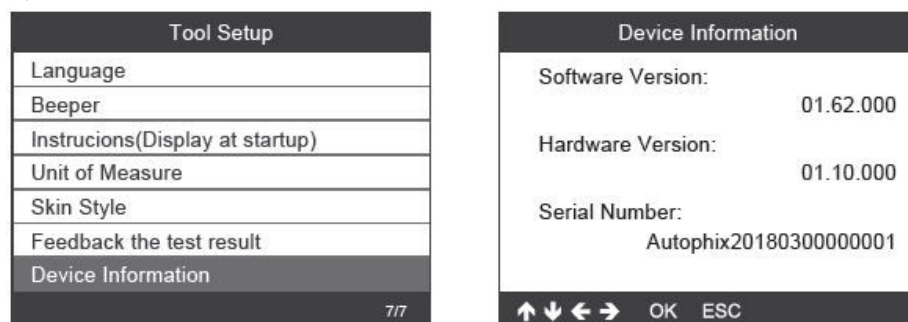 Tool Setup
Language
Beeper
Instrucions(Display at startup)
Unit of Measure
Skin Style
Feedback the test result
Device Information
7/7
Device Information
Software Version:
01.62.000
Hardware Version:
01.10.000
Serial Number:
Autophix20180300000001
OK ESC